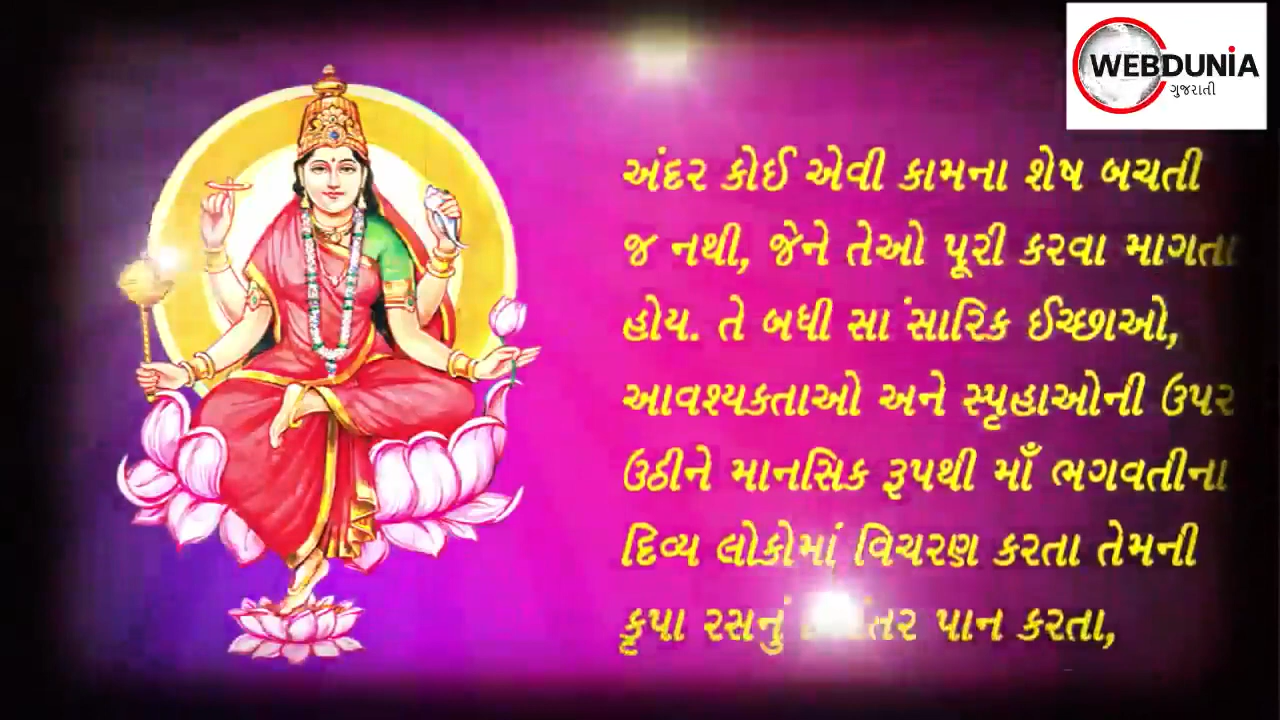 WEBDUNIA
ગુજરાતી
અંદર કોઈ એવી કામના શેષ બચતી
જ નથી, જેને તેઓ પૂરી કરવા માગતા
હોય. તે બધી સાંસારિક ઈચ્છાઓ,
આવશ્યકતાઓ અને સ્પૃહાઓની ઉપર
ઉઠીને માનસિક રૂપથી માઁ ભગવતીના
દિવ્ય લોકોમાં વિચરણ કરતા તેમની
કૃપા રસનું પાન કરતા,